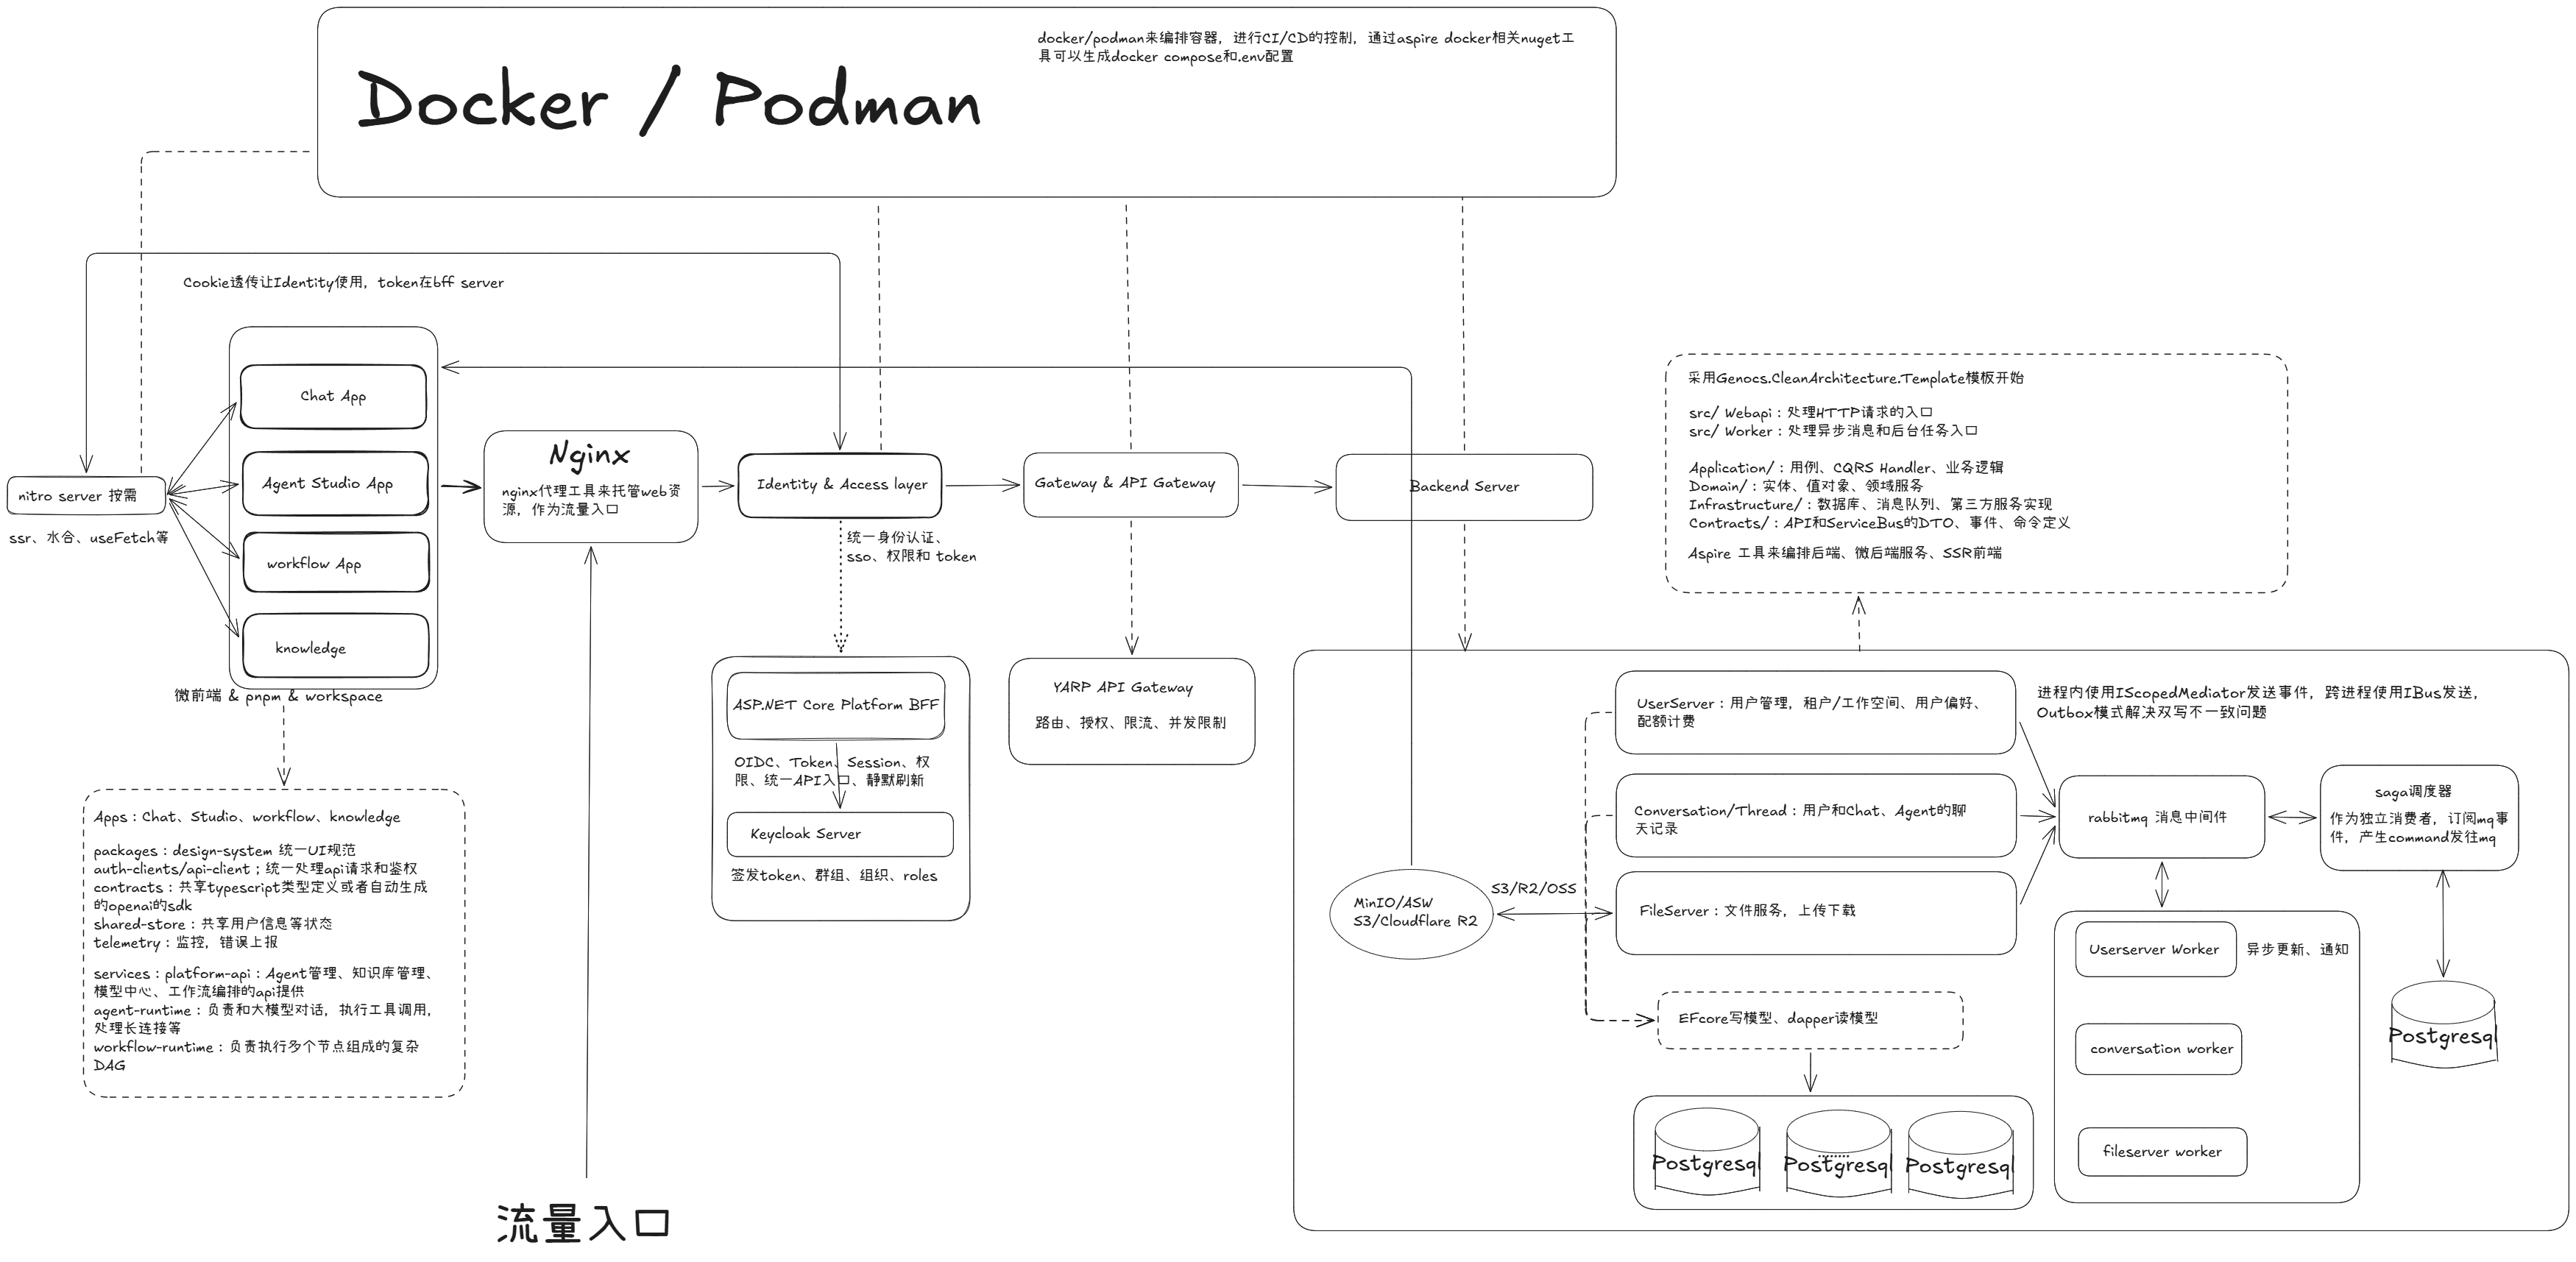 docker/podman来编排容器，进行CI/CD的控制，通过aspire docker相关nuget工
具可以生成docker compose和.env配置
Docker / Podman
Cookie透传让Identity使用，token在bff server
Chat App
Agent Studio App
workflow App
knowledge
微前端 & pnpm & workspace
nitro server 按需
ssr、水合、useFetch等
Nginx
nginx代理工具来托管web资
源，作为流量入口
Identity & Access layer
统一身份认证、
sso、权限和 token
Gateway & API Gateway
Backend Server
采用Genocs.CleanArchitecture.Template模板开始
src/ Webapi：处理HTTP请求的入口
src/ Worker：处理异步消息和后台任务入口
Application/：用例、CQRS Handler、业务逻辑
Domain/：实体、值对象、领域服务
Infrastructure/：数据库、消息队列、第三方服务实现
Contracts/：API和ServiceBus的DTO、事件、命令定义
Aspire 工具来编排后端、微后端服务、SSR前端
Apps：Chat、Studio、workflow、knowledge
packages：design-system 统一UI规范
auth-clients/api-client；统一处理api请求和鉴权
contracts：共享typescript类型定义或者自动生成
的openai的sdk
shared-store：共享用户信息等状态
telemetry：监控，错误上报
services：platform-api：Agent管理、知识库管理、
模型中心、工作流编排的api提供
agent-runtime：负责和大模型对话，执行工具调用，
处理长连接等
workflow-runtime：负责执行多个节点组成的复杂
DAG
ASP.NET Core Platform BFF
OIDC、Token、Session、权
限、统一API入口、静默刷新
Keycloak Server
签发token、群组、组织、roles
YARP API Gateway
路由、授权、限流、并发限制
UserServer：用户管理，租户/工作空间、用户偏好、
配额计费
Conversation/Thread：用户和Chat、Agent的聊
天记录
FileServer：文件服务，上传下载
MinIO/ASW
S3/Cloudflare R2
S3/R2/OSS
EFcore写模型、dapper读模型
Postgresql
Postgresql
Postgresql
进程内使用IScopedMediator发送事件，跨进程使用IBus发送，
Outbox模式解决双写不一致问题
rabbitmq 消息中间件
saga调度器
作为独立消费者，订阅mq事
件，产生command发往mq
Userserver Worker
异步更新、通知
conversation worker
fileserver worker
Postgresql
流量入口